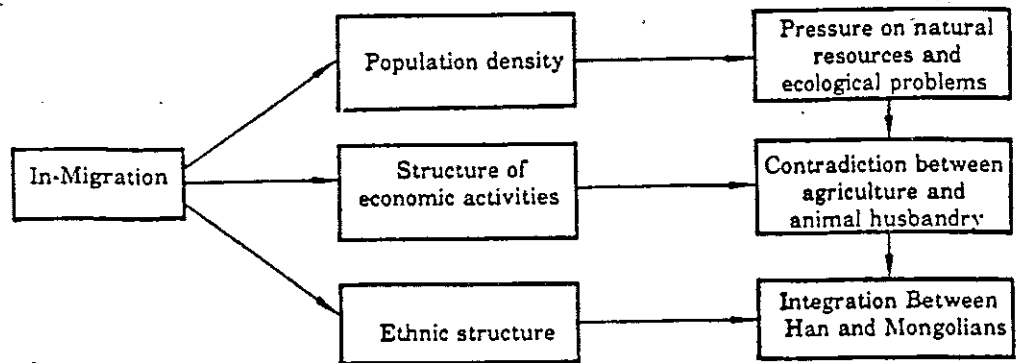 Population density
Pressure on natural
resources and
ecological problems
In-Migration
Structure of
economic activities
Contradiction between
agriculture and
animal husbandry
Ethnic structure
Integration Between
Han and Mongolians